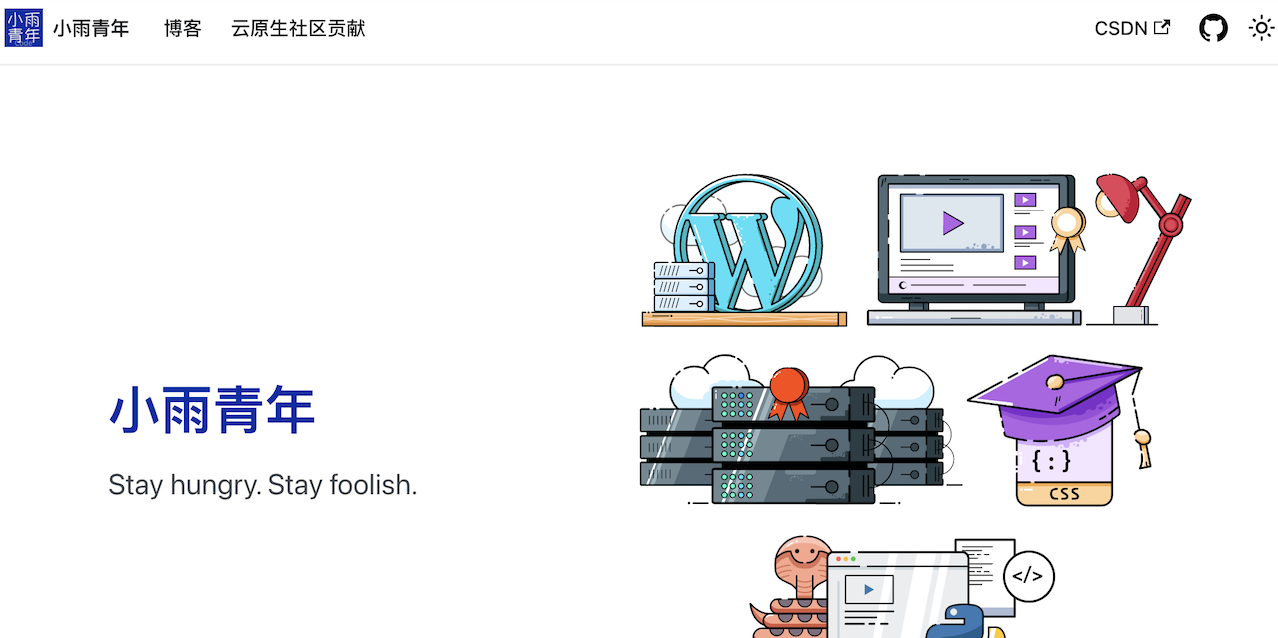 小雨青年 小雨青年 博客 云原生社区贡献 CSDN
小雨青年
Stay hungry. Stay foolish.
W
{:}
CSS
</>